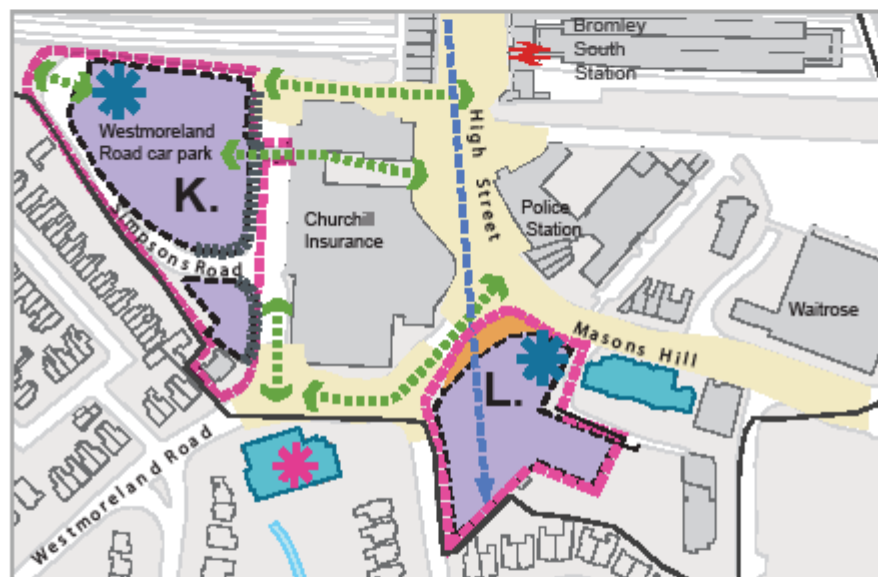 Bromley
South
Station
Westmoreland
Road car park
K.
High Street
Churchill
Insurance
Police
Station
Simpsons Road
Waitrose
Masons Hill
L.
Westmoreland Road